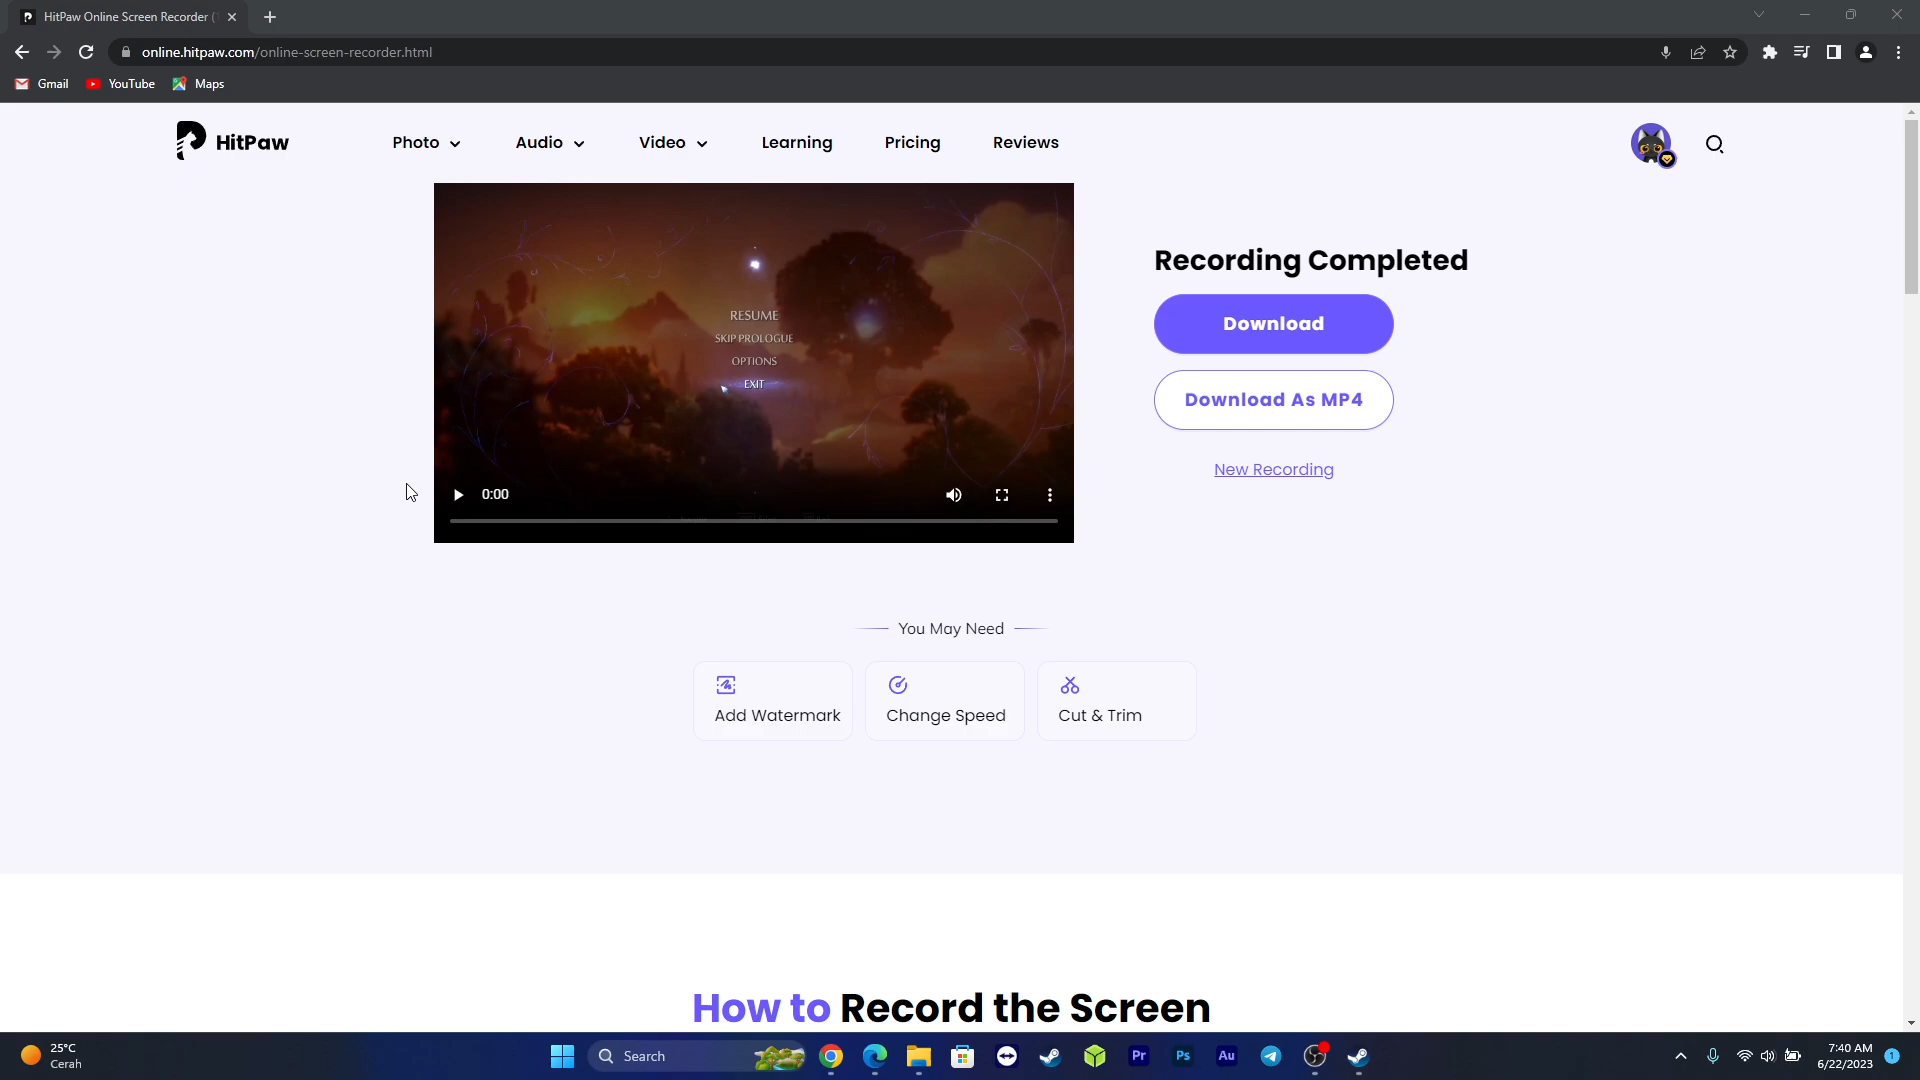 HitPaw Online Screen Recorder (
online.hitpaw.com/online-screen-recorder.html
Gmail
YouTube
Maps
HitPaw
Photo
Audio
Video
Learning
Pricing
Reviews
RESUME
SKIP PROLOGUE
OPTIONS
EXIT
0:00
Recording Completed
Download
Download As MP4
New Recording
You May Need
Add Watermark
Change Speed
Cut & Trim
How to Record the Screen
25°C
Cerah
Search
Pr
Ps
Au
7:40 AM
6/22/2023
1